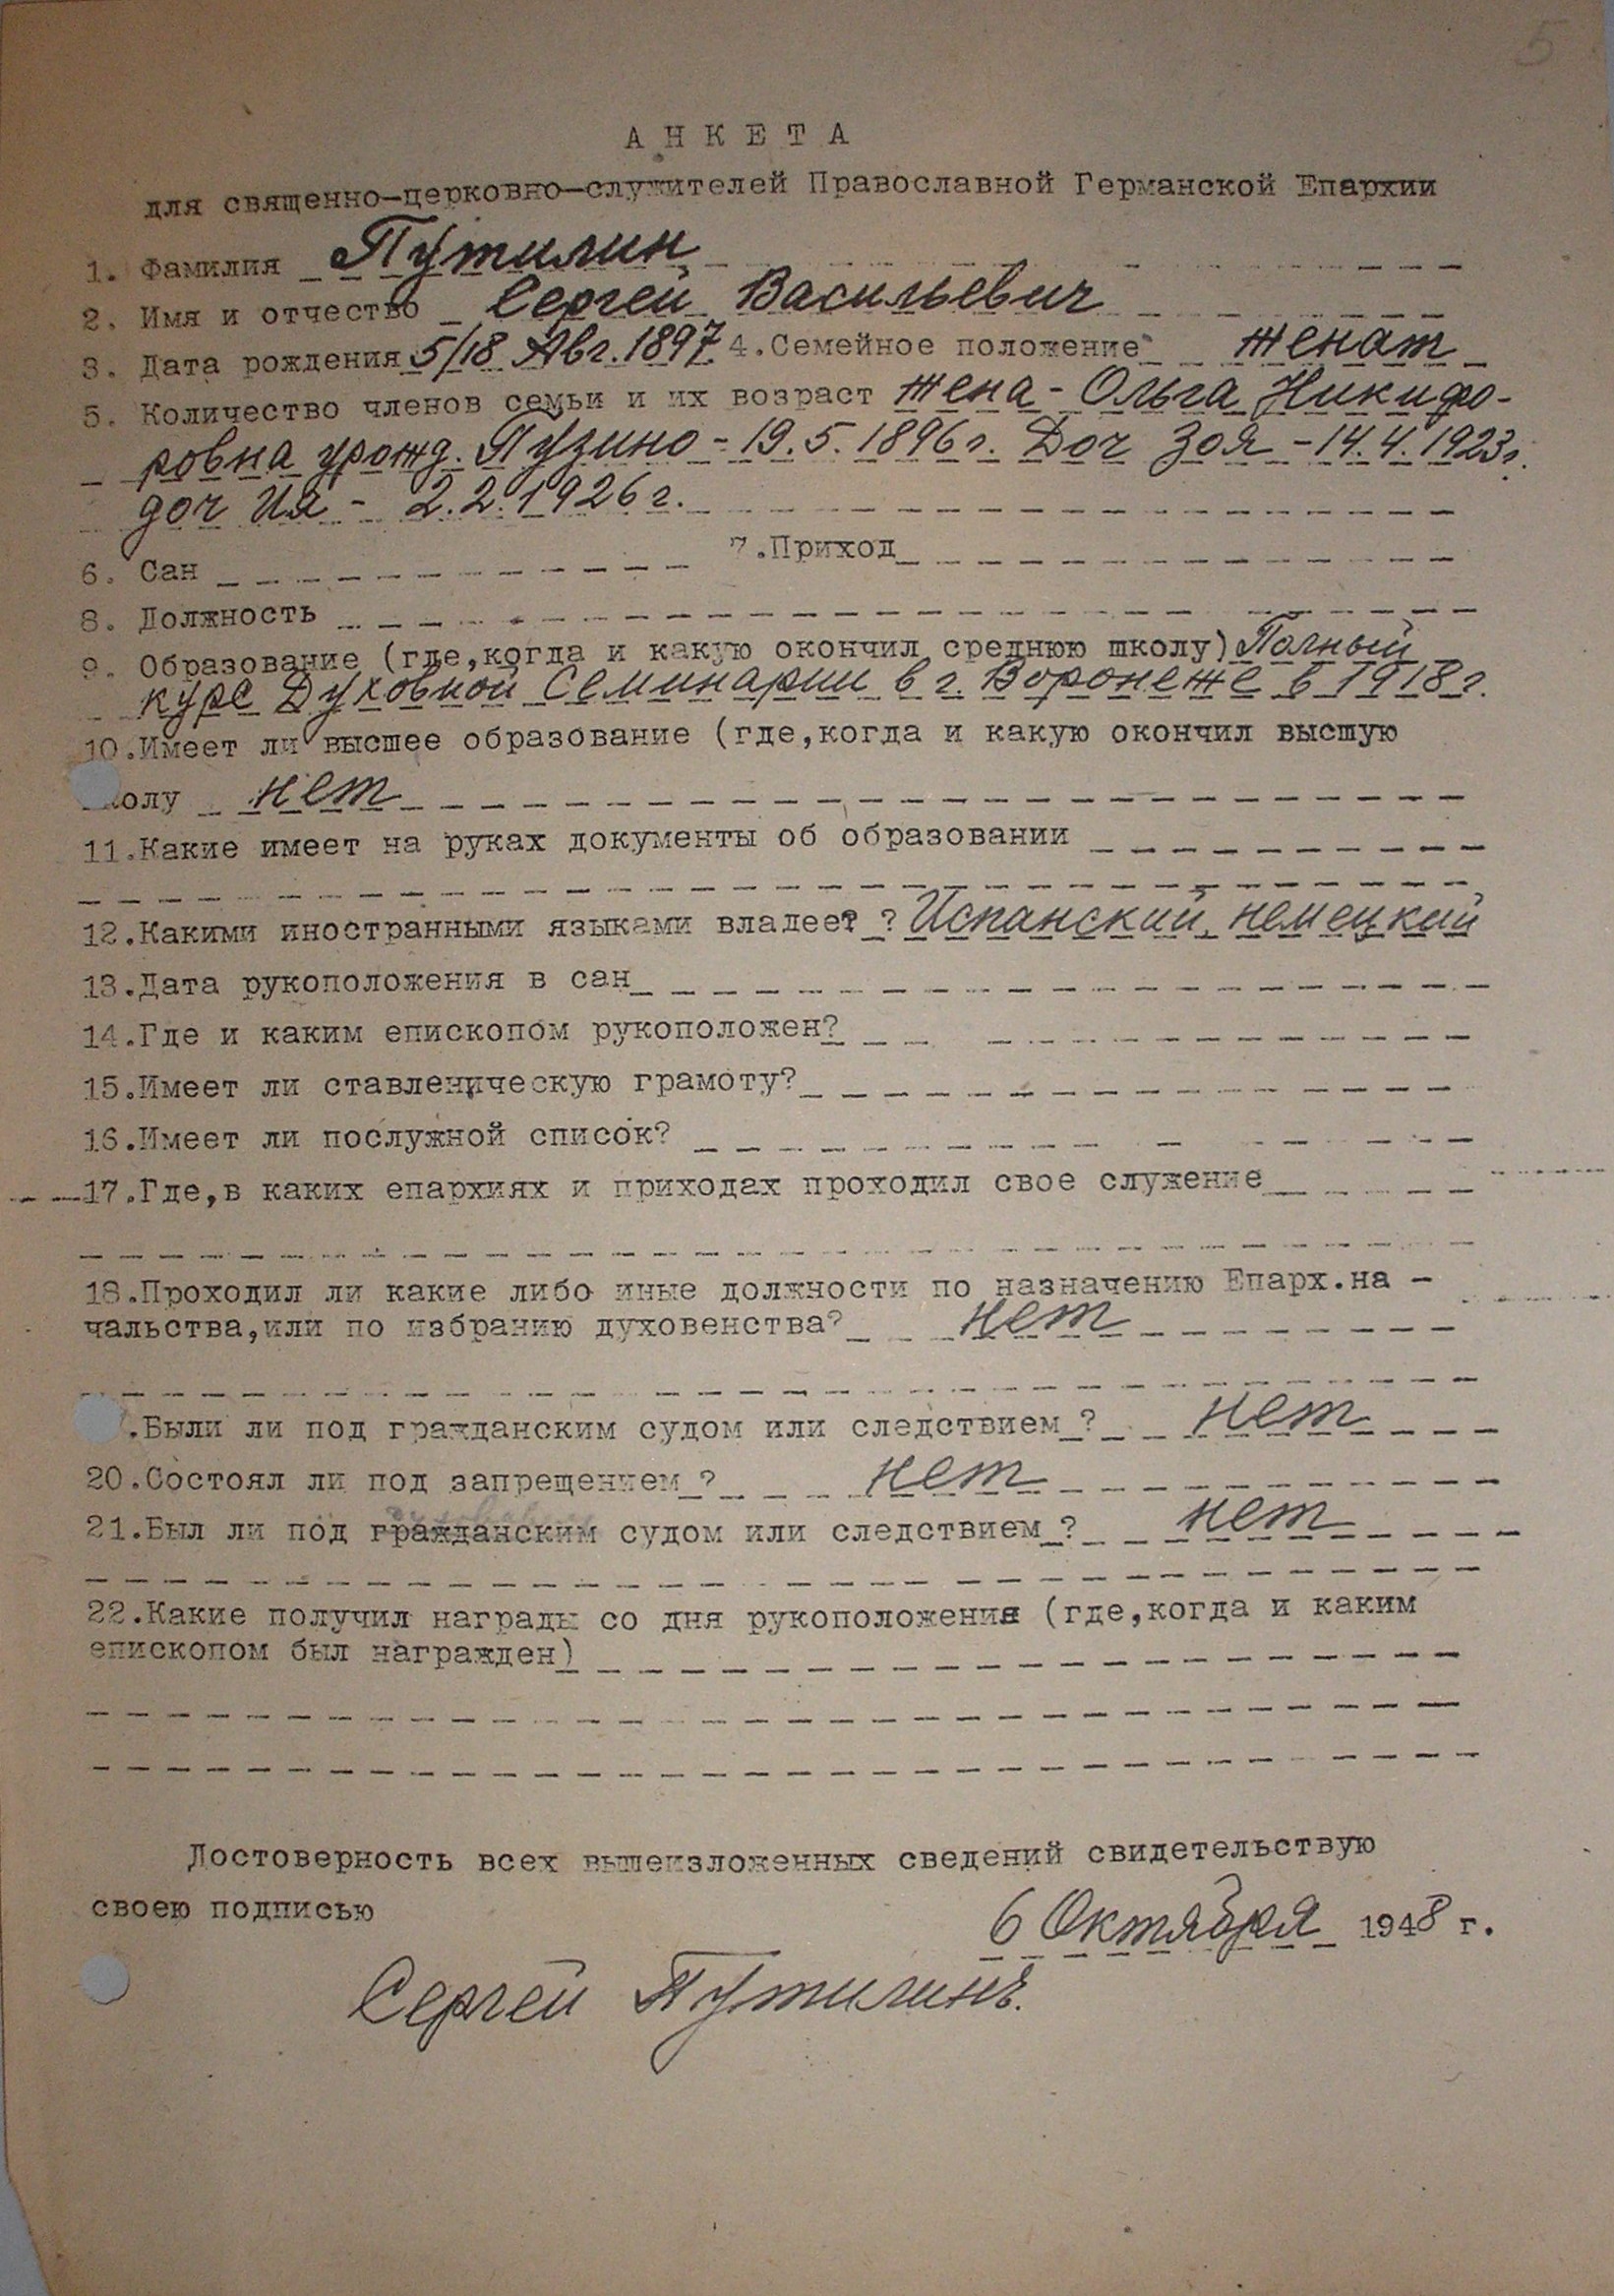 5
АНКЕТА
для священно-церковно-служителей Православной Германской Епархии
1. Фамилия Путилин
2. Имя и отчество Сергей Васильевич
3. Дата рождения 5/18 Авг. 1897. 4. Семейное положение женат
5. Количество членов семьи и их возраст жена - Ольга Никифо-
ровна урожд. Пузино - 19.5.1896 г. Доч Зоя - 14.4.1923 г.
доч Ия - 2.2.1926 г.
6. Сан 7. Приход
8. Должность
9. Образование (где,когда и какую окончил среднюю школу) Полный
курс Духовной Семинарии в г. Воронеже в 1918 г.
10.Имеет ли высшее образование (где,когда и какую окончил высшую
олу нет
11.Какие имеет на руках документы об образовании
12.Какими иностранными языками владеет ? Испанский, немецкий
13.Дата рукоположения в сан
14.Где и каким епископом рукоположен?
15.Имеет ли ставленическую грамоту?
16.Имеет ли послужной список?
17.Где,в каких епархиях и приходах проходил свое служение
18.Проходил ли какие либо иные должности по назначению Епарх.на -
чальства,или по избранию духовенства? нет
.Были ли под гражданским судом или следствием ? нет
20.Состоял ли под запрещением ? нет
21.Был ли под гражданским судом или следствием ? нет
22.Какие получил награды со дня рукоположения (где,когда и каким
епископом был награжден)
Достоверность всех вышеизложенных сведений свидетельствую
своею подписью
6 Октября 1948 г.
Сергей Путилинъ.